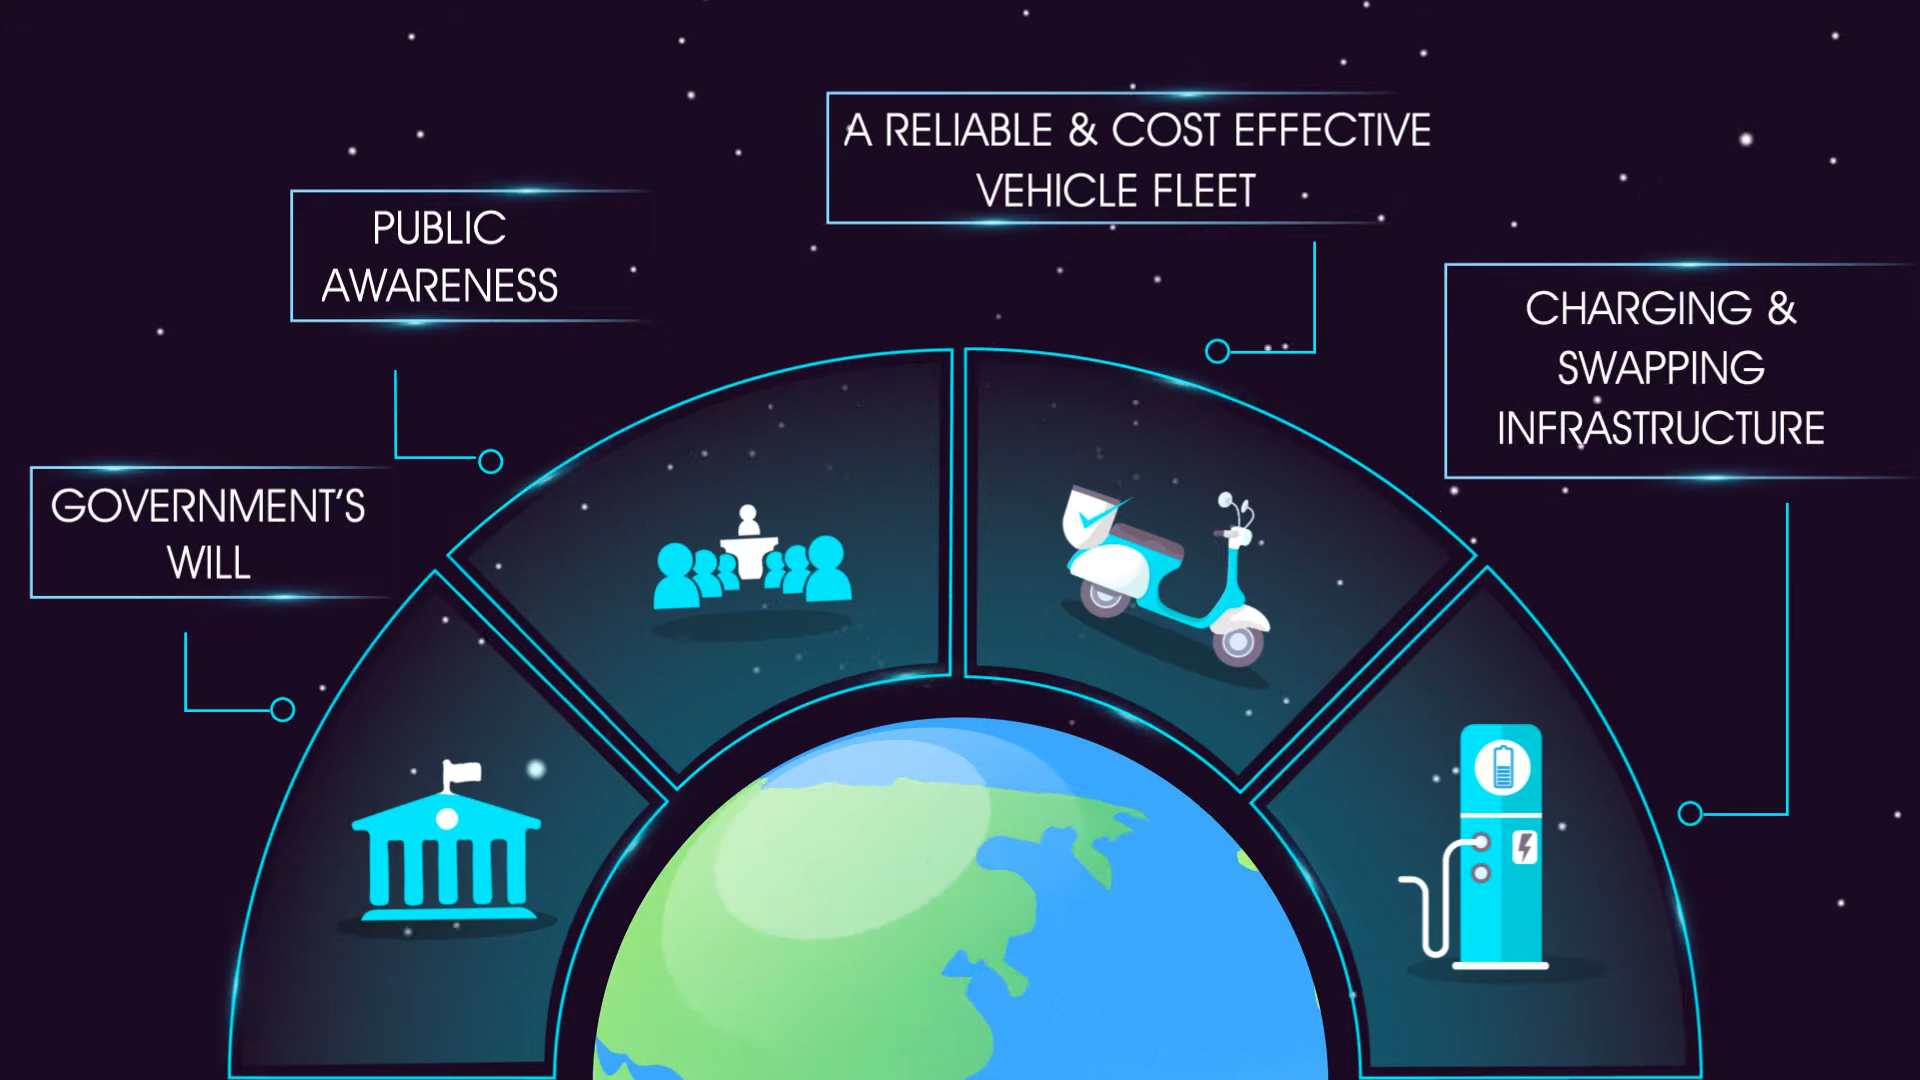 A RELIABLE & COST EFFECTIVE
VEHICLE FLEET
PUBLIC
AWARENESS
CHARGING &
SWAPPING
INFRASTRUCTURE
GOVERNMENT'S
WILL